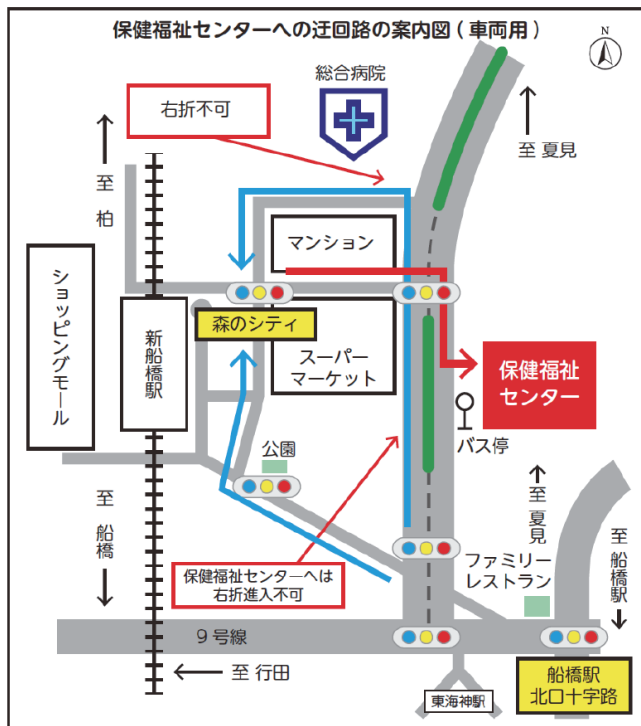 保健福祉センターへの迂回路の案内図(車両用)
N
総合病院
右折不可
至 夏見
至 柏
マンション
ショッピングモール
新船橋駅
森のシティ
スーパー
マーケット
保健福祉
センター
バス停
公園
至 船橋
至 夏見
至 船橋駅
ファミリー
レストラン
保健福祉センターへは
右折進入不可
9号線
至 行田
東海神駅
船橋駅
北口十字路